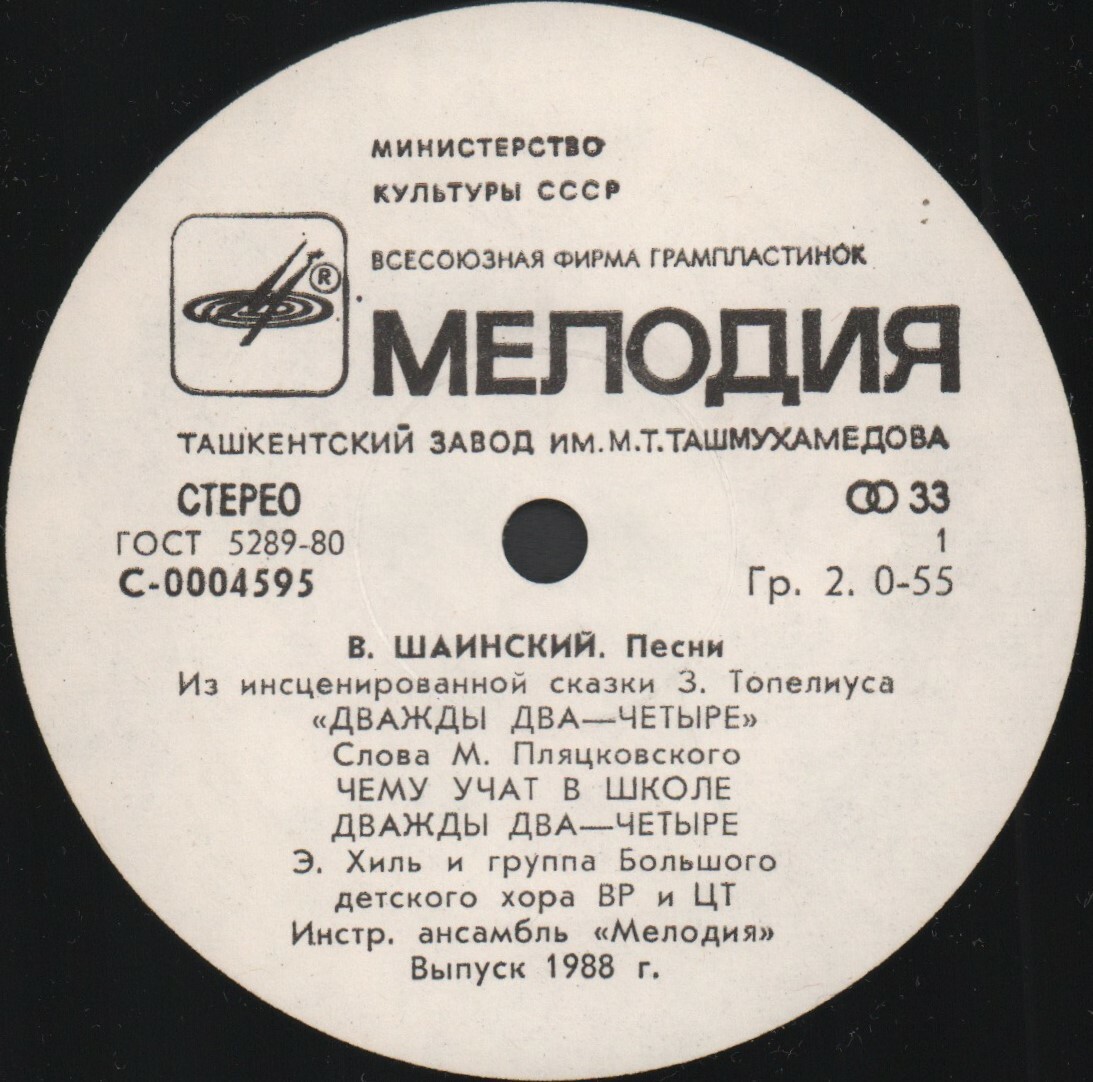 МИНИСТЕРСТВО
КУЛЬТУРЫ СССР
ВСЕСОЮЗНАЯ ФИРМА ГРАМПЛАСТИНОК
®
МЕЛОДИЯ
ТАШКЕНТСКИЙ ЗАВОД ИМ. М.Т.ТАШМУХАМЕДОВА
СТЕРЕО
33
ГОСТ 5289-80
1
С-0004595
Гр. 2. 0-55
В. ШАИНСКИЙ. Песни
Из инсценированной сказки З. Топелиуса
«ДВАЖДЫ ДВА—ЧЕТЫРЕ»
Слова М. Пляцковского
ЧЕМУ УЧАТ В ШКОЛЕ
ДВАЖДЫ ДВА—ЧЕТЫРЕ
Э. Хиль и группа Большого
детского хора ВР и ЦТ
Инстр. ансамбль «Мелодия»
Выпуск 1988 г.